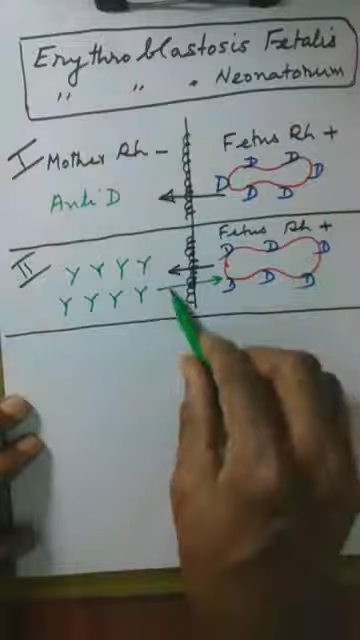 Erythroblastosis Fetalis
" " " Neonatorum
I Mother Rh - Fetus Rh +
D D D D D D
Anti D
II Fetus Rh +
Y Y Y Y D D D
Y Y Y Y D D D